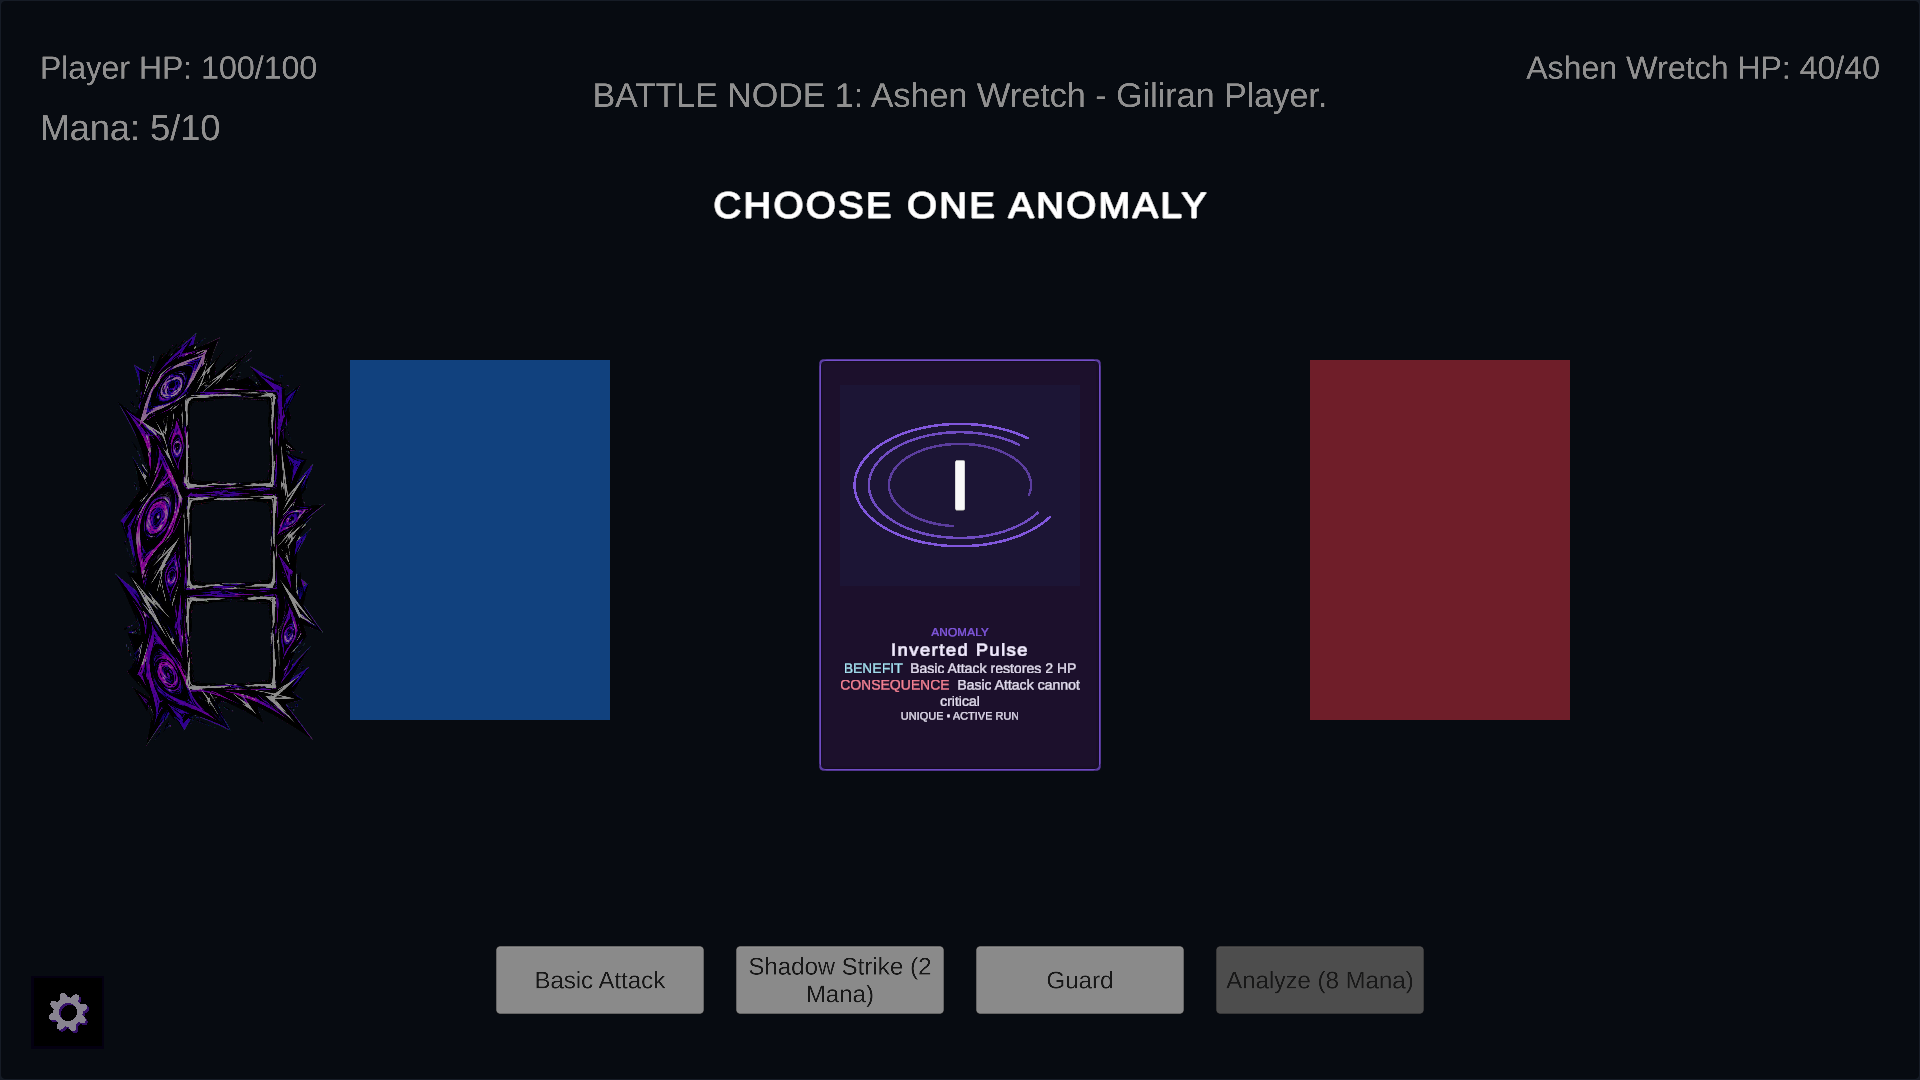 Player HP: 100/100
Ashen Wretch HP: 40/40
BATTLE NODE 1: Ashen Wretch - Giliran Player.
Mana: 5/10
CHOOSE ONE ANOMALY
ANOMALY
Inverted Pulse
BENEFIT Basic Attack restores 2 HP
CONSEQUENCE Basic Attack cannot
critical
UNIQUE • ACTIVE RUN
Basic Attack
Shadow Strike (2
Mana)
Guard
Analyze (8 Mana)